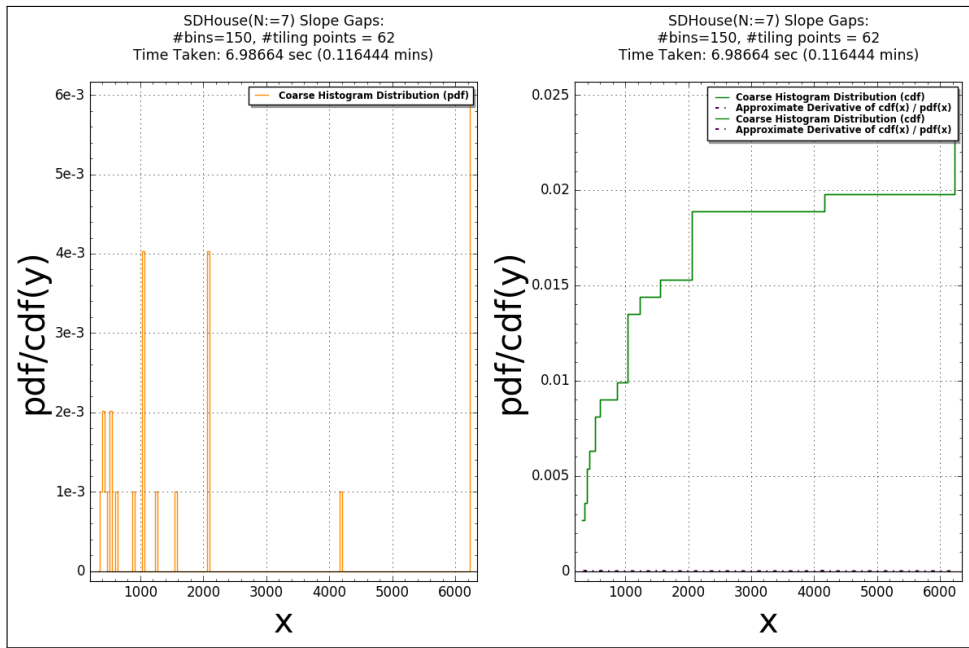 SDHouse(N:=7) Slope Gaps:
#bins=150, #tiling points = 62
Time Taken: 6.98664 sec (0.116444 mins)
6e-3
5e-3
4e-3
3e-3
2e-3
1e-3
0
pdf/cdf(y)
Coarse Histogram Distribution (pdf)
1000 2000 3000 4000 5000 6000
X
SDHouse(N:=7) Slope Gaps:
#bins=150, #tiling points = 62
Time Taken: 6.98664 sec (0.116444 mins)
0.025
0.02
0.015
0.01
0.005
0
pdf/cdf(y)
Coarse Histogram Distribution (cdf)
Approximate Derivative of cdf(x) / pdf(x)
Coarse Histogram Distribution (cdf)
Approximate Derivative of cdf(x) / pdf(x)
1000 2000 3000 4000 5000 6000
X